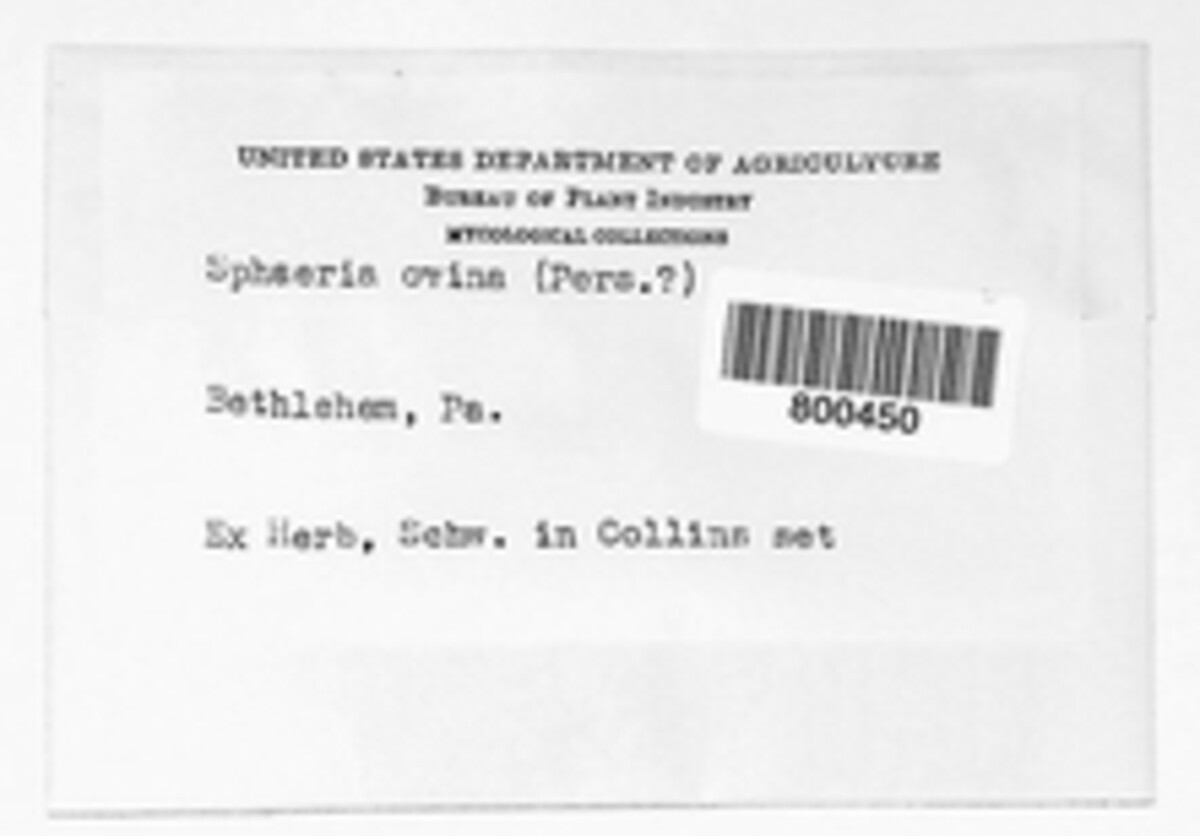 UNITED STATES DEPARTMENT OF AGRICULTURE
BUREAU OF PLANT INDUSTRY
MYCOLOGICAL COLLECTIONS
Sphaeria ovina (Pers.?)
800450
Bethlehem, Pa.
Ex Herb, Schw. in Collins set